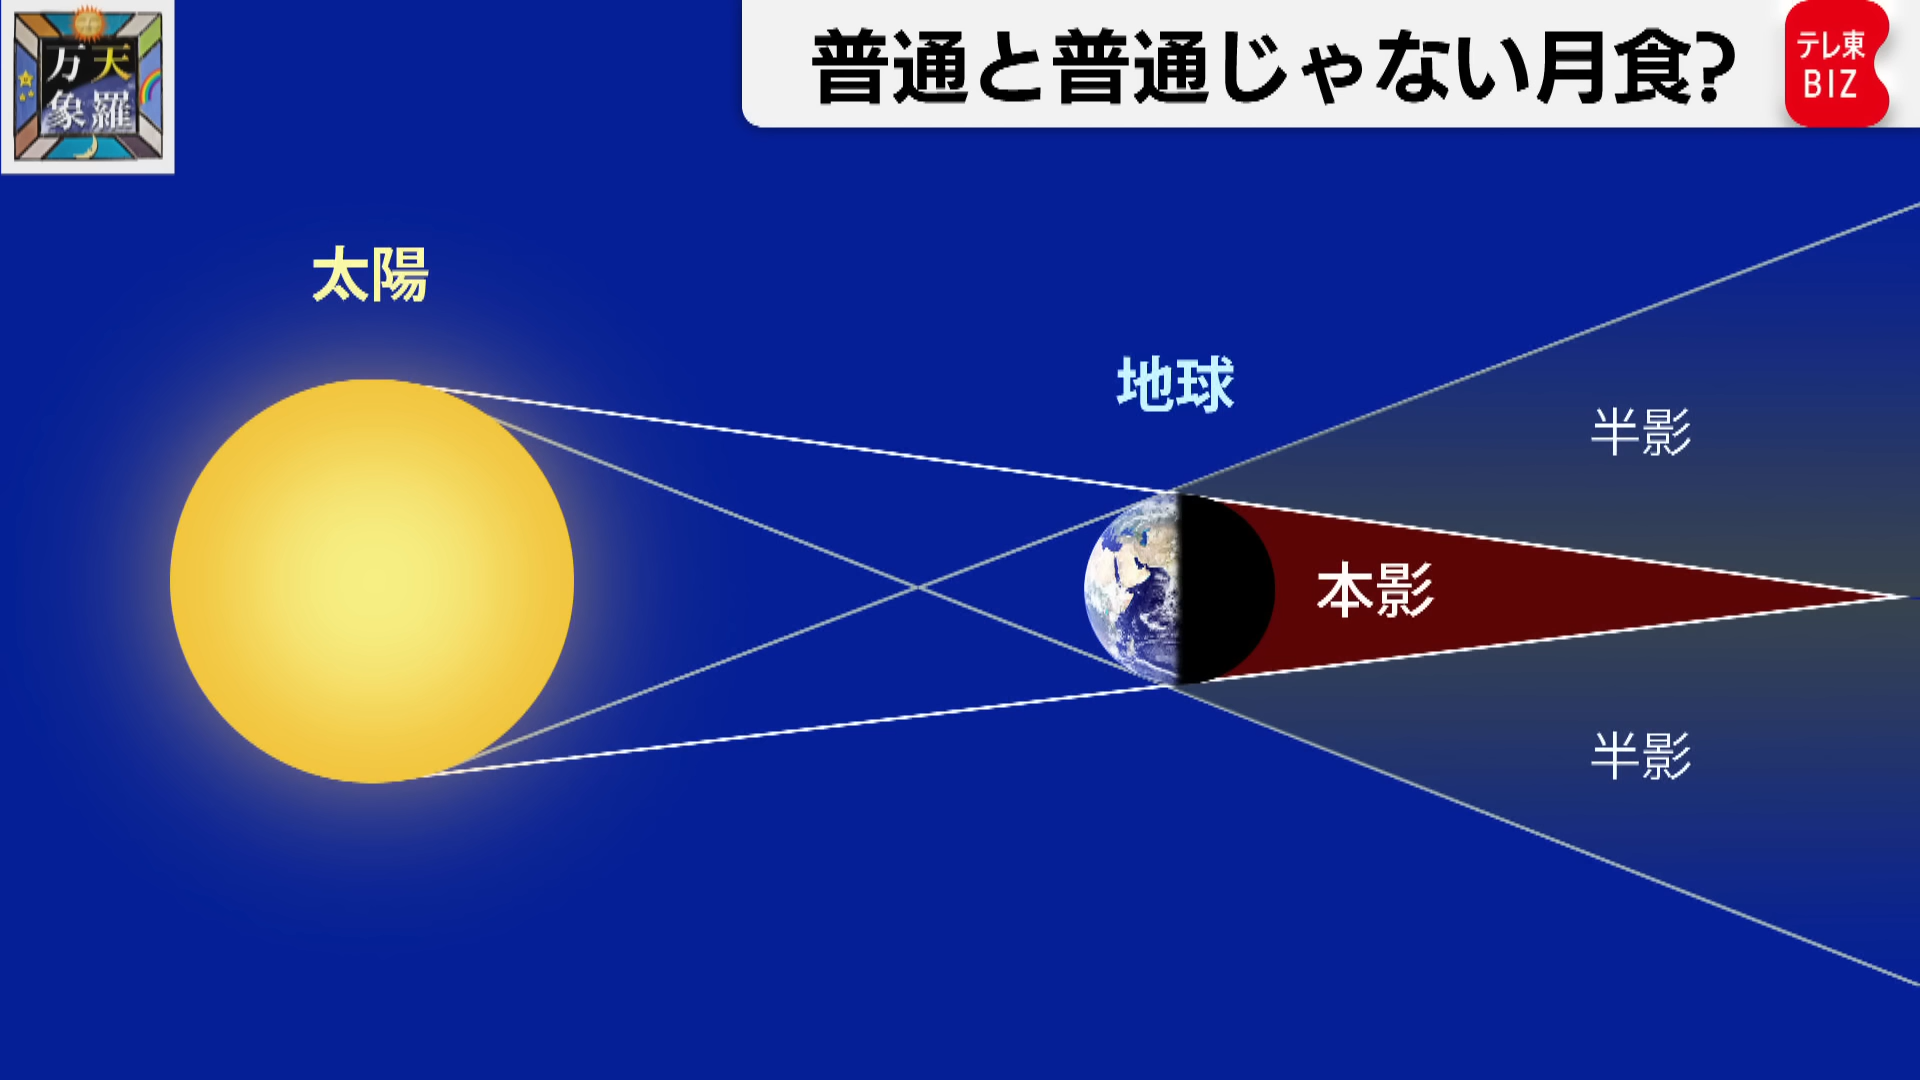 天羅
万象
普通と普通じゃない月食?
テレ東
BIZ
太陽
地球
半影
本影
半影